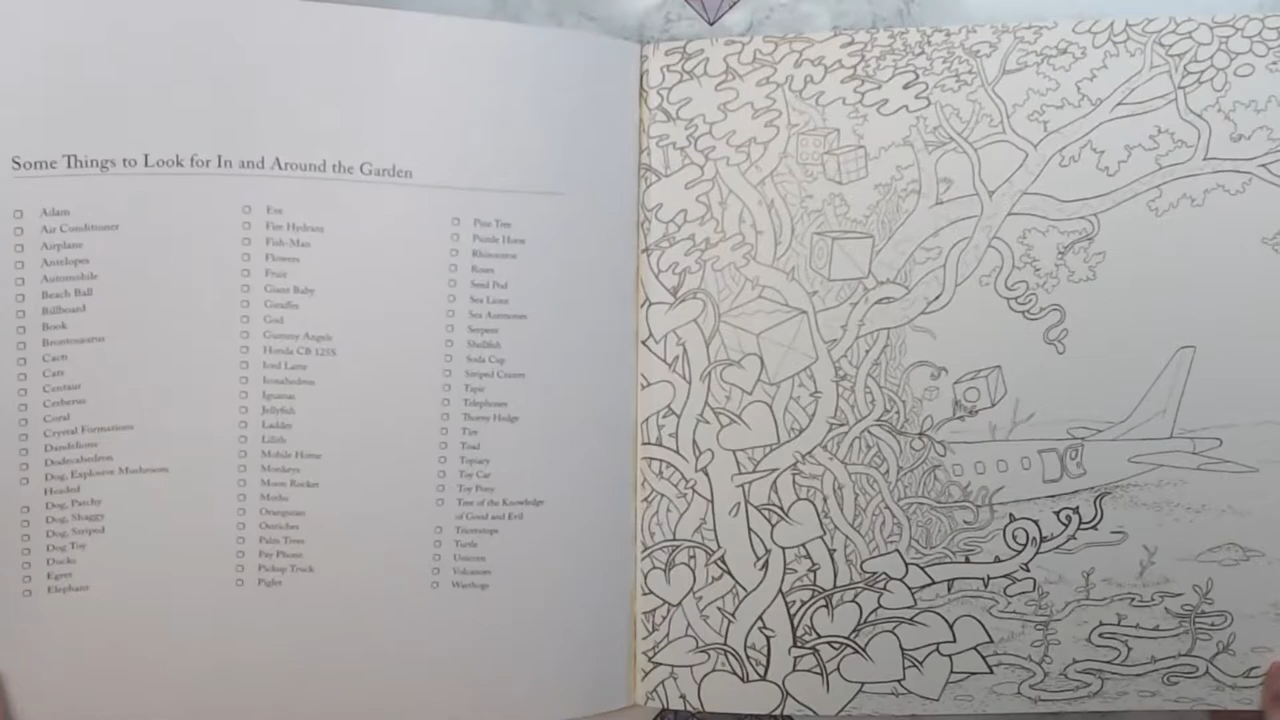 Some Things to Look for In and Around the Garden
Adam
Air Conditioner
Airplane
Antelopes
Automobile
Beach Ball
Billboard
Book
Brontosaurus
Cacti
Cats
Centaur
Cerberus
Coral
Crystal Formations
Dandelions
Dodecahedron
Dog, Explosive Mushroom
Headed
Dog, Patchy
Dog, Shaggy
Dog, Striped
Dog Toy
Ducks
Egret
Elephant
Eve
Fire Hydrant
Fish-Man
Flowers
Fruit
Giant Baby
Giraffes
God
Gummy Angels
Honda CB 125S
Iced Latte
Icosahedron
Iguanas
Jellyfish
Ladder
Lilith
Mobile Home
Monkeys
Moon Rocket
Moths
Orangutan
Ostriches
Palm Trees
Pay Phone
Pickup Truck
Piglet
Pine Tree
Puzzle Horse
Rhinoceros
Roses
Seed Pod
Sea Lions
Sea Anemones
Serpent
Shellfish
Soda Cup
Striped Cranes
Tapir
Telephones
Thorny Hedge
Tire
Toad
Topiary
Toy Car
Toy Pony
Tree of the Knowledge
of Good and Evil
Triceratops
Turtle
Unicorn
Volcanoes
Warthogs